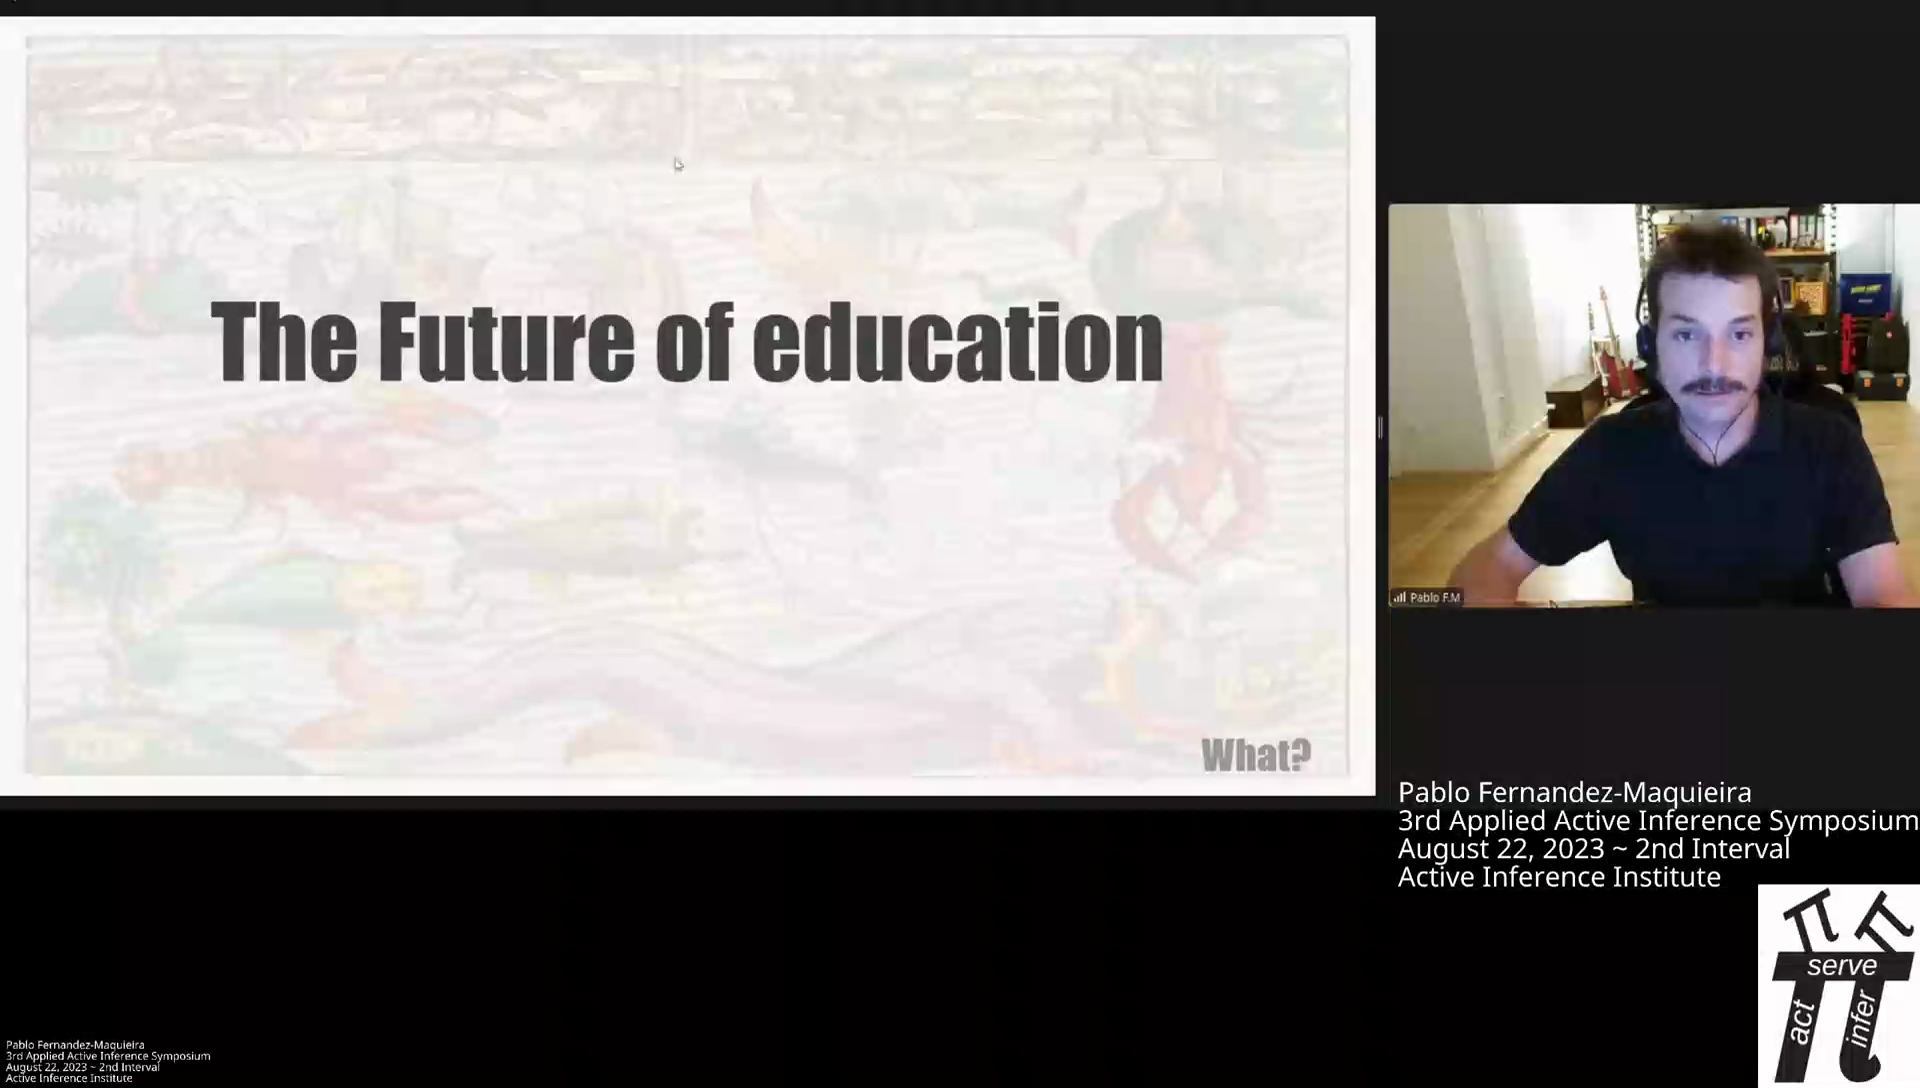 The Future of education
What?
Pablo F.M
Pablo Fernandez-Maquieira
3rd Applied Active Inference Symposium
August 22, 2023 ~ 2nd Interval
Active Inference Institute
serve
act
infer
Pablo Fernandez-Maquieira
3rd Applied Active Inference Symposium
August 22, 2023 ~ 2nd Interval
Active Inference Institute